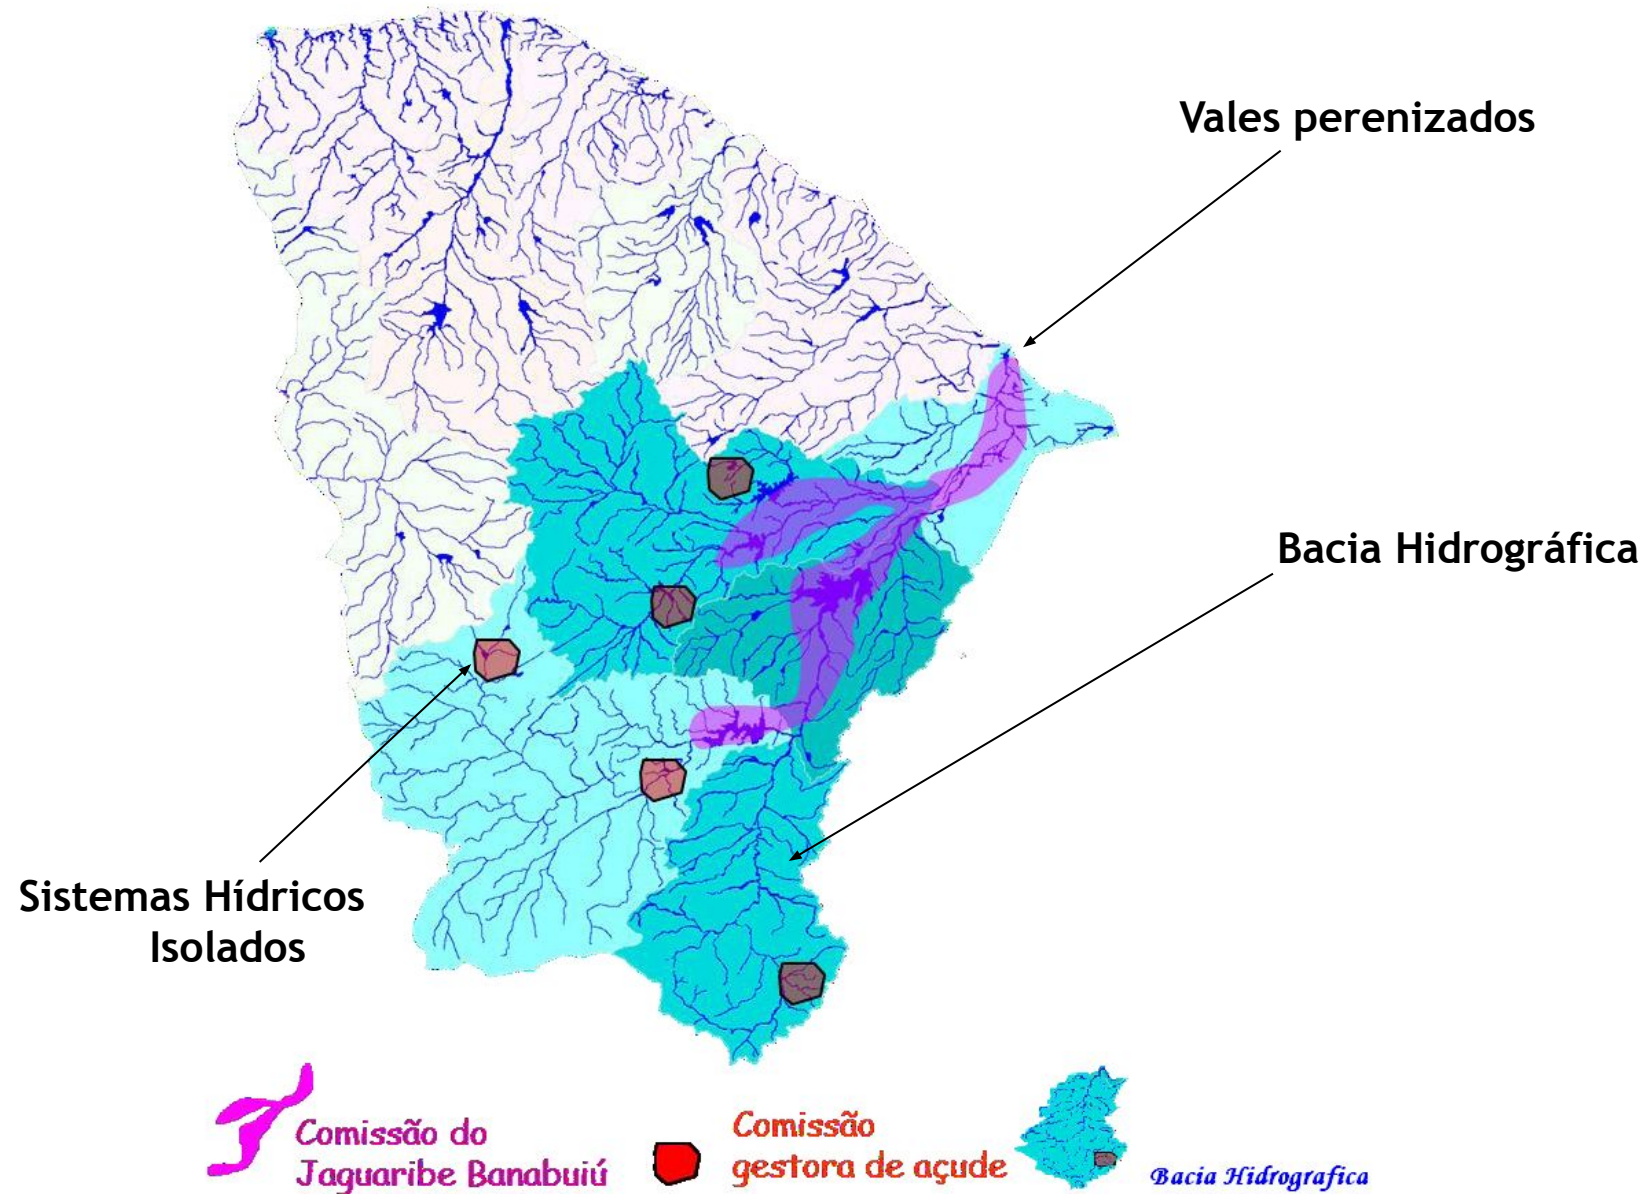 Vales perenizados
Bacia Hidrográfica
Sistemas Hídricos
Isolados
Comissão do
Jaguaribe Banabuiú
Comissão
gestora de açude
Bacia Hidrografica